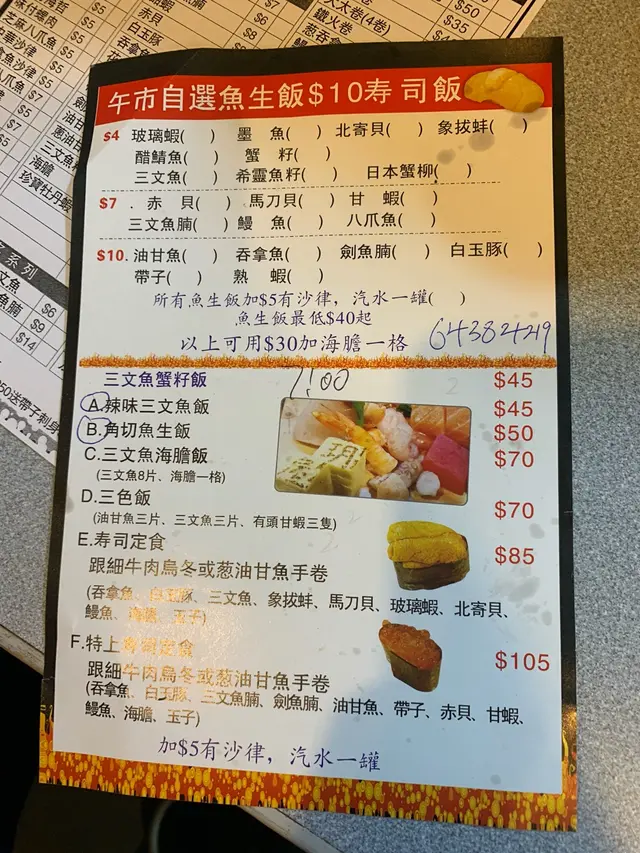 午市自選魚生飯$10寿司飯
$4 玻璃蝦( ) 墨魚( ) 北寄貝( ) 象拔蚌( )
醋鯖魚( ) 蟹籽( )
三文魚( ) 希靈魚籽( ) 日本蟹柳( )
$7 . 赤貝( ) 馬刀貝( ) 甘蝦( )
三文魚腩( ) 鰻魚( ) 八爪魚( )
$10. 油甘魚( ) 吞拿魚( ) 劍魚腩( ) 白玉豚( )
帶子( ) 熟蝦( )
所有魚生飯加$5有沙律，汽水一罐( )
魚生飯最低$40起
以上可用$30加海膽一格 64382449
三文魚蟹籽飯 $45
A.辣味三文魚飯 $45
B.角切魚生飯 $50
C.三文魚海膽飯 $70
(三文魚8片、海膽一格)
D.三色飯 $70
(油甘魚三片、三文魚三片、有頭甘蝦三隻)
E.寿司定食 $85
跟細牛肉烏冬或葱油甘魚手卷
(吞拿魚、白玉豚、三文魚、象拔蚌、馬刀貝、玻璃蝦、北寄貝、
鰻魚、海膽、玉子)
F.特上寿司定食 $105
跟細牛肉烏冬或葱油甘魚手卷
(吞拿魚、白玉豚、三文魚腩、劍魚腩、油甘魚、帶子、赤貝、甘蝦、
鰻魚、海膽、玉子)
加$5有沙律，汽水一罐